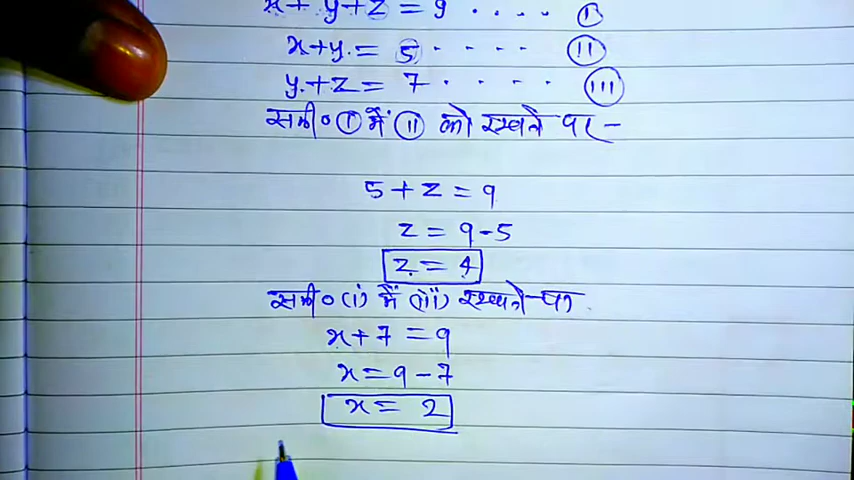 x + y + z = 9 ..... (i)
x + y = 5 ..... (ii)
y + z = 7 ..... (iii)
समी० (i) में (ii) को रखने पर -
5 + z = 9
z = 9 - 5
z = 4
समी० (i) में (iii) रखने पर
x + 7 = 9
x = 9 - 7
x = 2